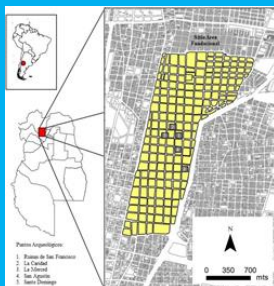 Sitio Área
Fundacional
Puntos Arqueológicos:
1. Ruinas de San Francisco
2. La Caridad
3. La Merced
4. San Agustín
5. Santo Domingo
N
0 350 700
mts